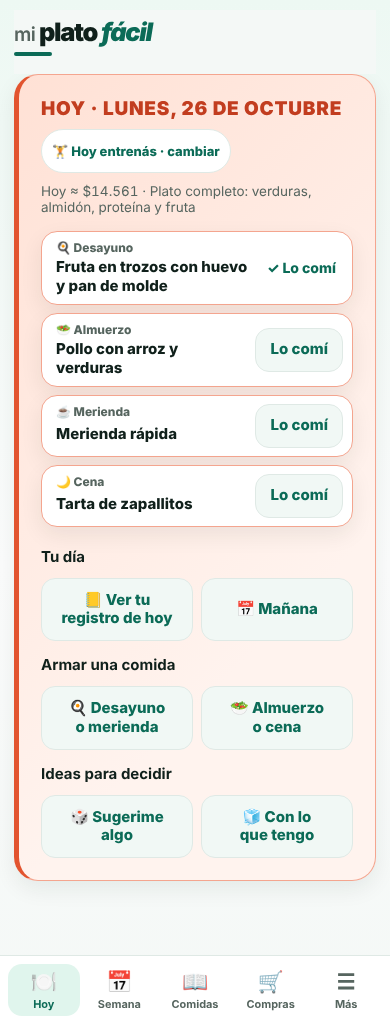 mi plato fácil
HOY · LUNES, 26 DE OCTUBRE
🏋️ Hoy entrenás · cambiar
Hoy ≈ $14.561 · Plato completo: verduras,
almidón, proteína y fruta
🍳 Desayuno
Fruta en trozos con huevo
y pan de molde
✓ Lo comí
🥗 Almuerzo
Pollo con arroz y
verduras
Lo comí
☕ Merienda
Merienda rápida
Lo comí
🌙 Cena
Tarta de zapallitos
Lo comí
Tu día
📒 Ver tu
registro de hoy
📅 Mañana
Armar una comida
🍳 Desayuno
o merienda
🥗 Almuerzo
o cena
Ideas para decidir
🎲 Sugerime
algo
🧊 Con lo
que tengo
Hoy
Semana
Comidas
Compras
Más